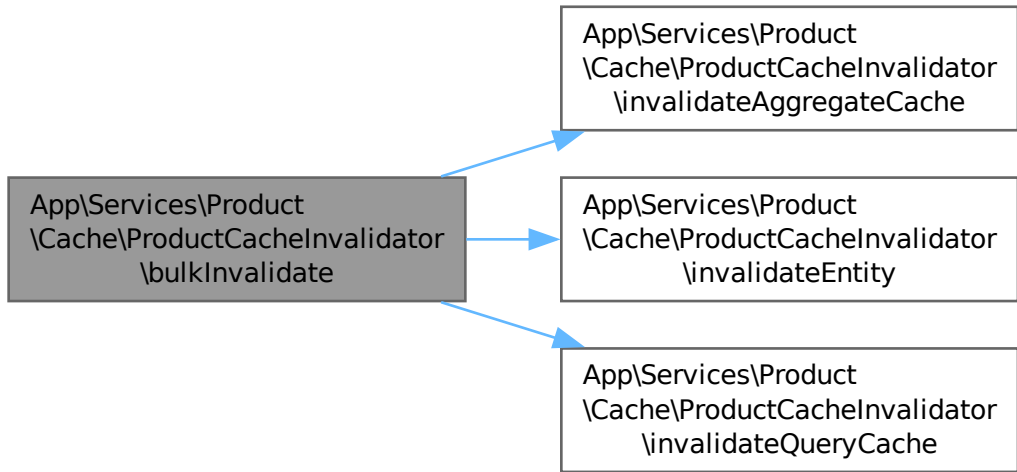 App\Services\Product
\Cache\ProductCacheInvalidator
\bulkInvalidate
App\Services\Product
\Cache\ProductCacheInvalidator
\invalidateAggregateCache
App\Services\Product
\Cache\ProductCacheInvalidator
\invalidateEntity
App\Services\Product
\Cache\ProductCacheInvalidator
\invalidateQueryCache